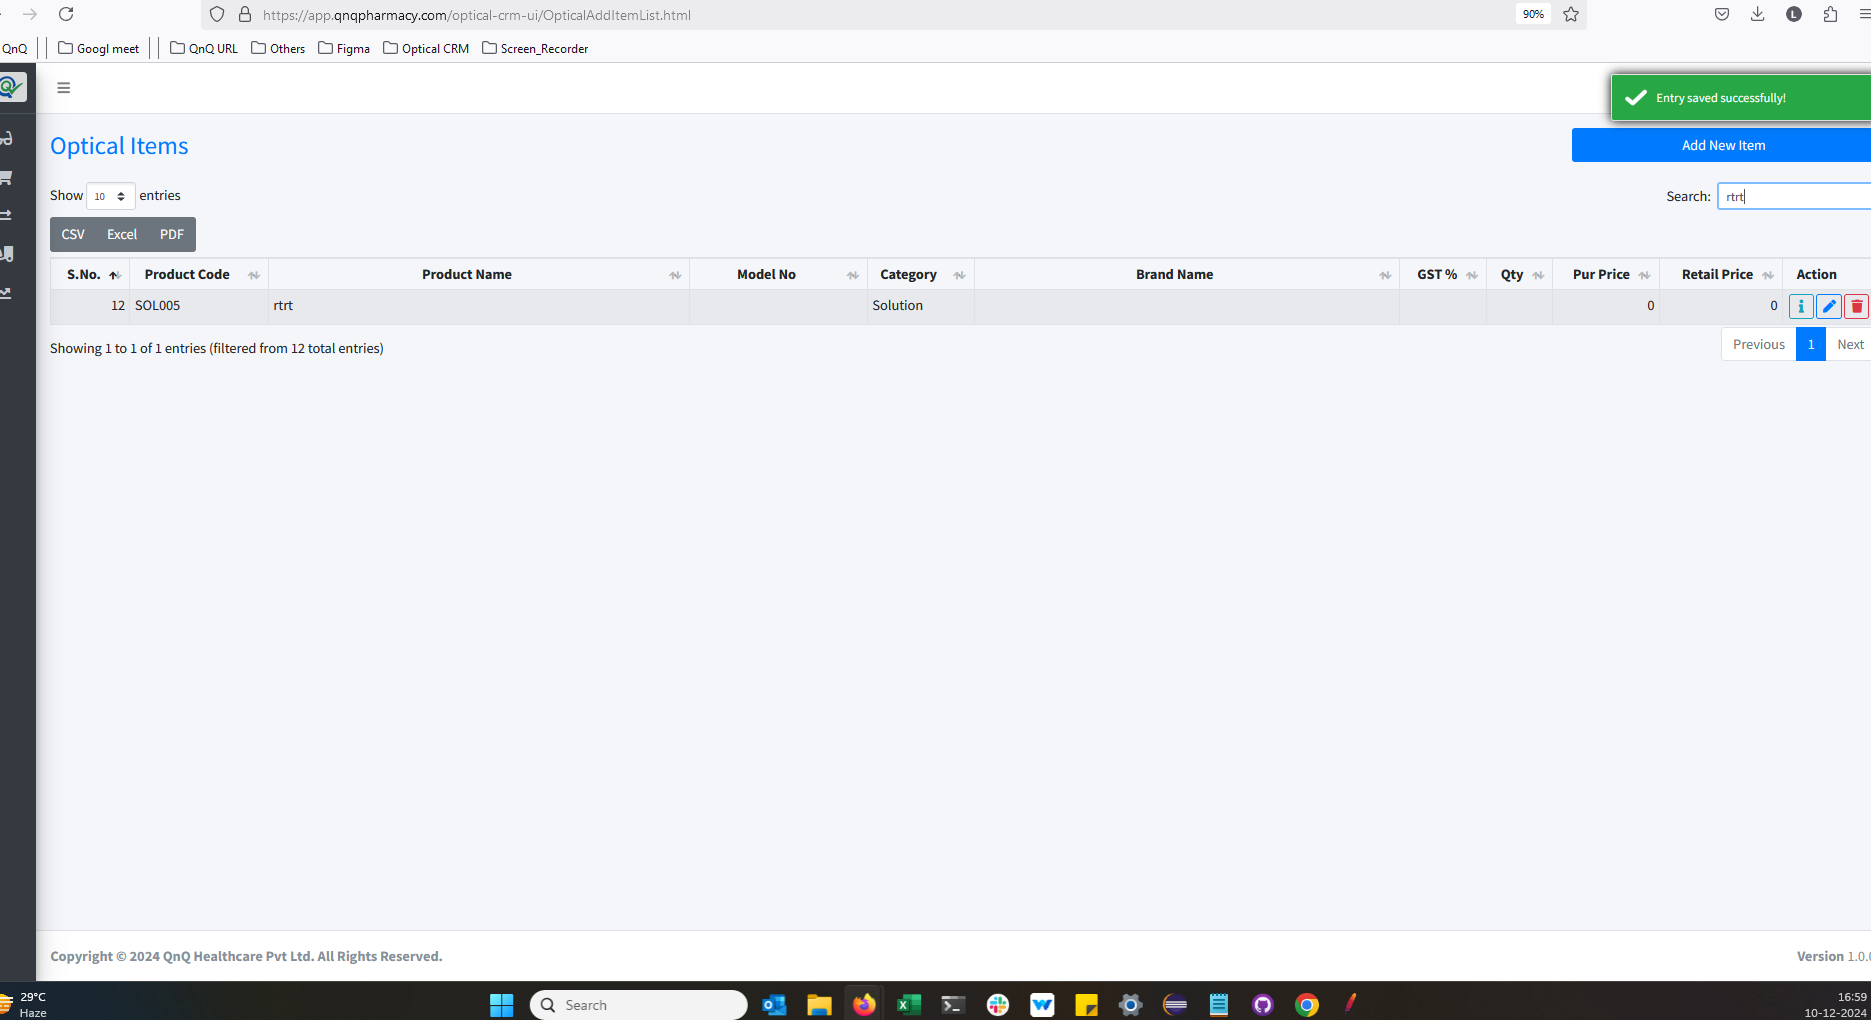 https://app.qnqpharmacy.com/optical-crm-ui/OpticalAddItemList.html 90% L
QnQ Googl meet QnQ URL Others Figma Optical CRM Screen_Recorder
Entry saved successfully!
Optical Items
Add New Item
Show 10 entries
Search: rtrt
CSV Excel PDF
S.No. Product Code Product Name Model No Category Brand Name GST % Qty Pur Price Retail Price Action
12 SOL005 rtrt Solution 0 0
Showing 1 to 1 of 1 entries (filtered from 12 total entries)
Previous 1 Next
Copyright © 2024 QnQ Healthcare Pvt Ltd. All Rights Reserved.
Version 1.0.
29°C
Haze
Search
16:59
10-12-2024